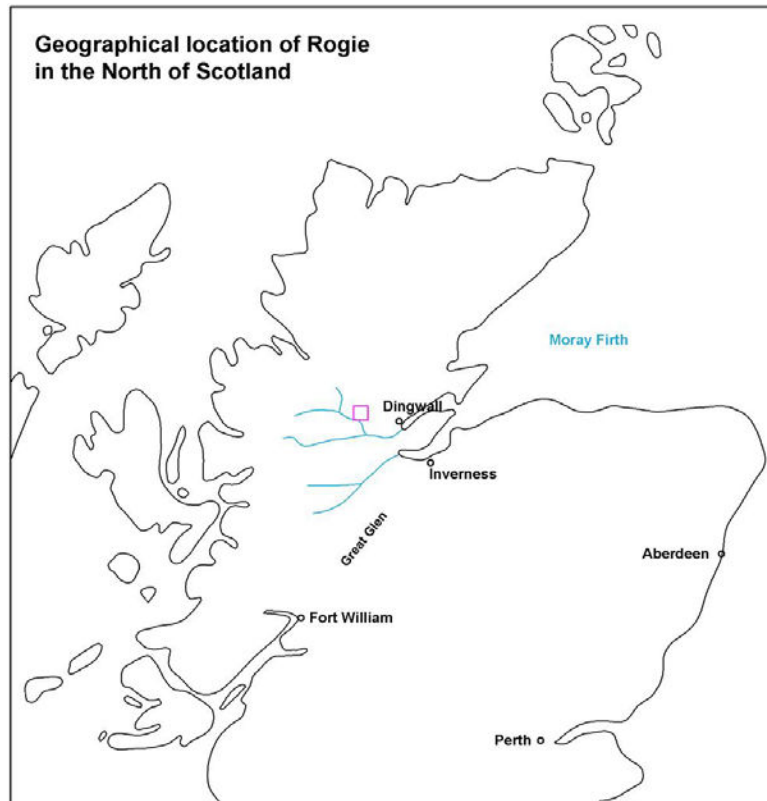 Geographical location of Rogie
in the North of Scotland
Moray Firth
Dingwall
Inverness
Great Glen
Aberdeen
Fort William
Perth